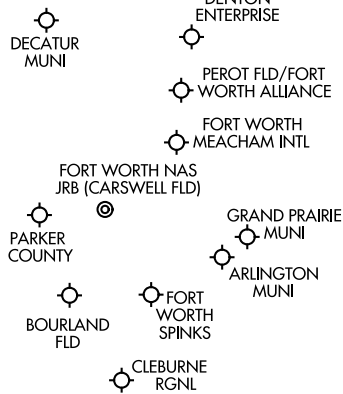 DENTON
ENTERPRISE
DECATUR
MUNI
PEROT FLD/FORT
WORTH ALLIANCE
FORT WORTH
MEACHAM INTL
FORT WORTH NAS
JRB (CARSWELL FLD)
GRAND PRAIRIE
MUNI
PARKER
COUNTY
ARLINGTON
MUNI
FORT
WORTH
SPINKS
BOURLAND
FLD
CLEBURNE
RGNL